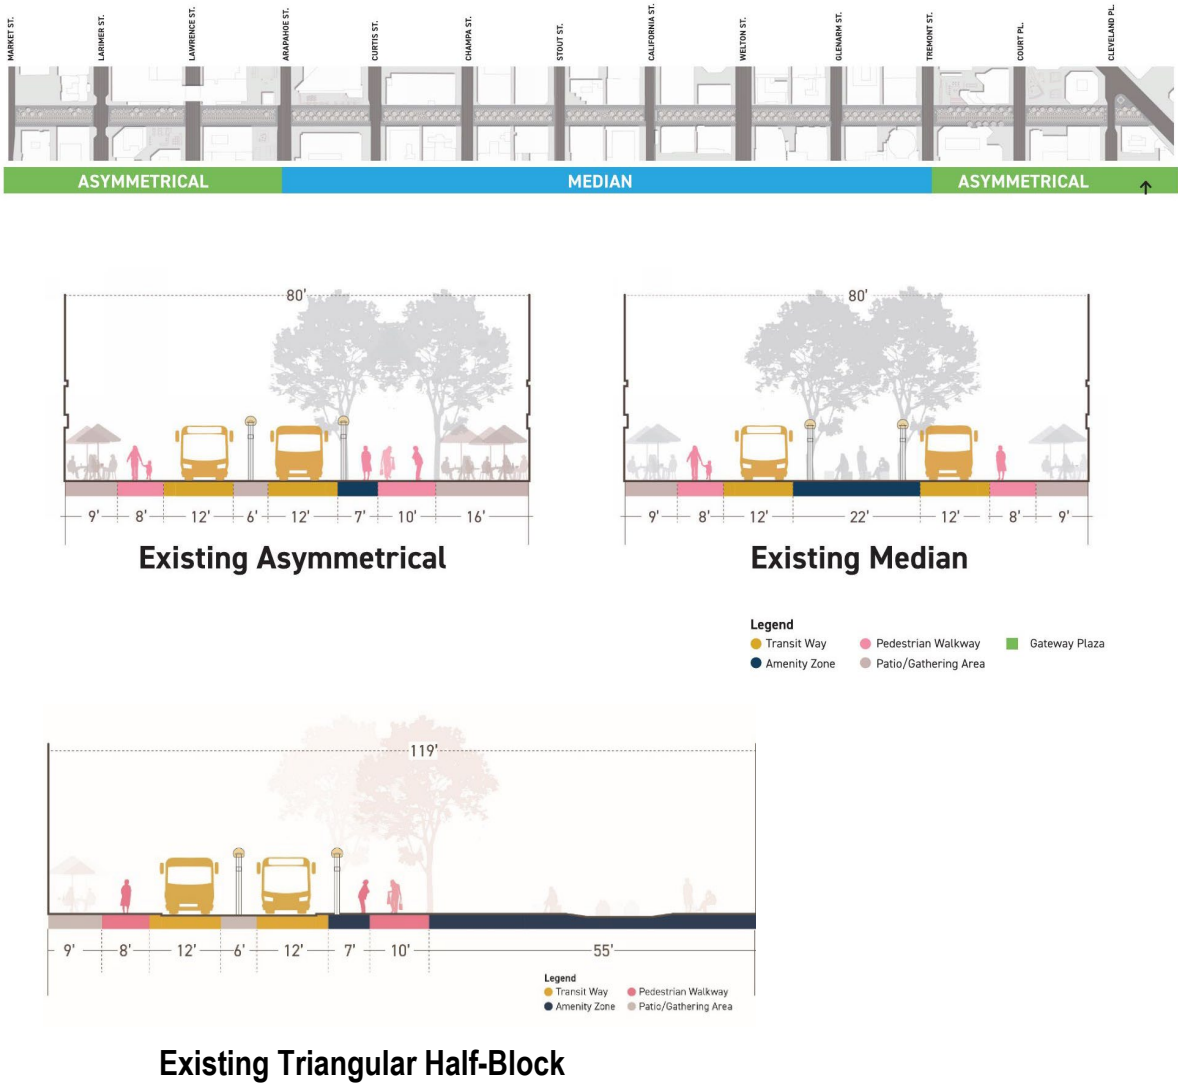 MARKET ST.
LARIMER ST.
LAWRENCE ST.
ARAPAHOE ST.
CURTIS ST.
CHAMPA ST.
STOUT ST.
CALIFORNIA ST.
WELTON ST.
GLENARM ST.
TREMONT ST.
COURT PL.
CLEVELAND PL.
ASYMMETRICAL MEDIAN ASYMMETRICAL
80'
9' 8' 12' 6' 12' 7' 10' 16'
Existing Asymmetrical
80'
9' 8' 12' 22' 12' 8' 9'
Existing Median
Legend
Transit Way Pedestrian Walkway Gateway Plaza
Amenity Zone Patio/Gathering Area
119'
9' 8' 12' 6' 12' 7' 10' 55'
Legend
Transit Way Pedestrian Walkway
Amenity Zone Patio/Gathering Area
Existing Triangular Half-Block